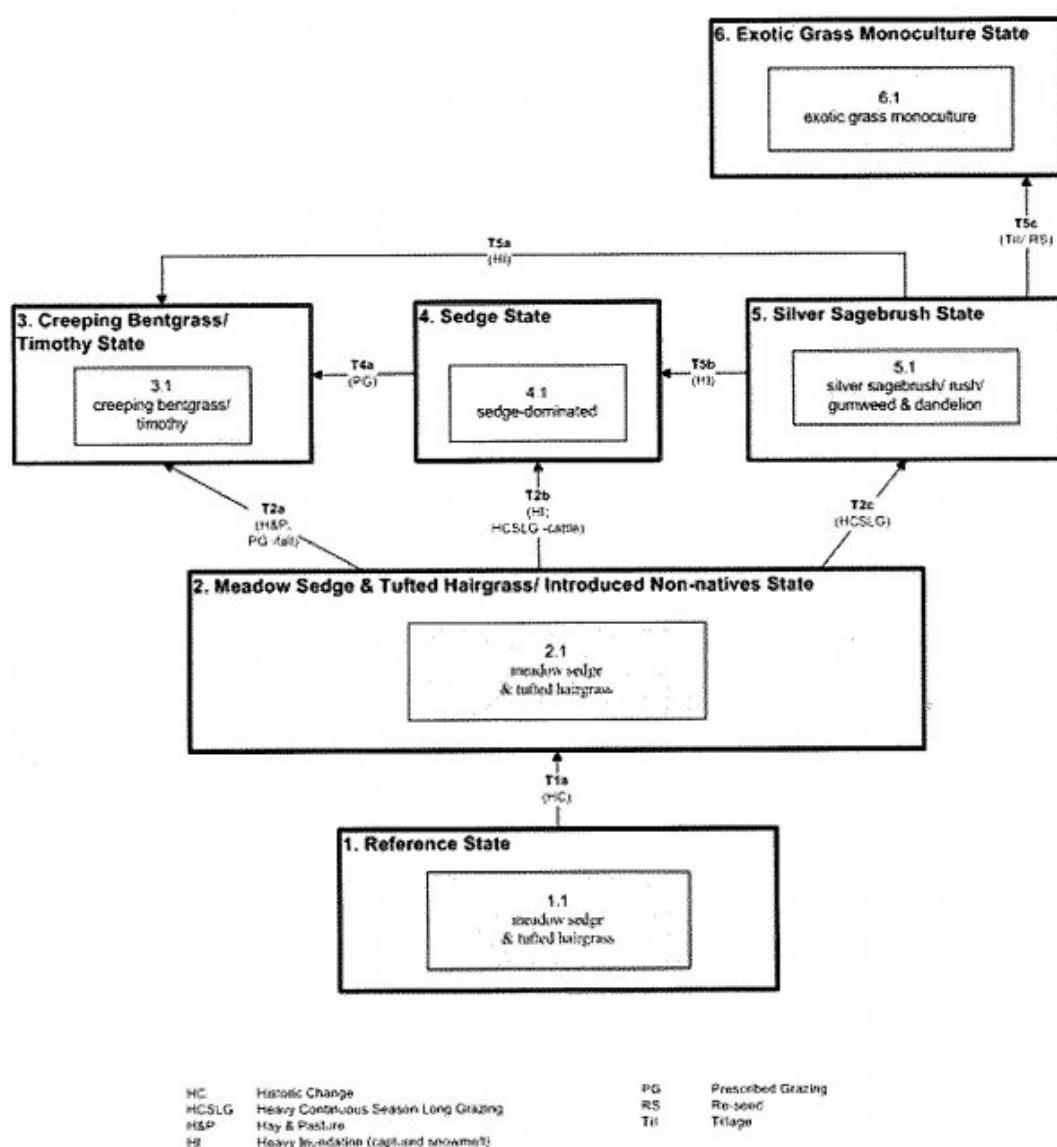 6. Exotic Grass Monoculture State
6.1
exotic grass monoculture
T5c
(Til/ RS)
T5a
(HI)
3. Creeping Bentgrass/
Timothy State
3.1
creeping bentgrass/
timothy
T4a
(PG)
4. Sedge State
4.1
sedge-dominated
T5b
(HI)
5. Silver Sagebrush State
5.1
silver sagebrush/ rush/
gumweed & dandelion
T2a
(H&P,
PG -fall)
T2b
(HI;
HCSLG -cattle)
T2c
(HCSLG)
2. Meadow Sedge & Tufted Hairgrass/ Introduced Non-natives State
2.1
meadow sedge
& tufted hairgrass
T1a
(HC)
1. Reference State
1.1
meadow sedge
& tufted hairgrass
HC Historic Change
HCSLG Heavy Continuous Season Long Grazing
H&P Hay & Pasture
HI Heavy Inundation (capt. snowmelt)
PG Prescribed Grazing
RS Re-seed
Til Tillage